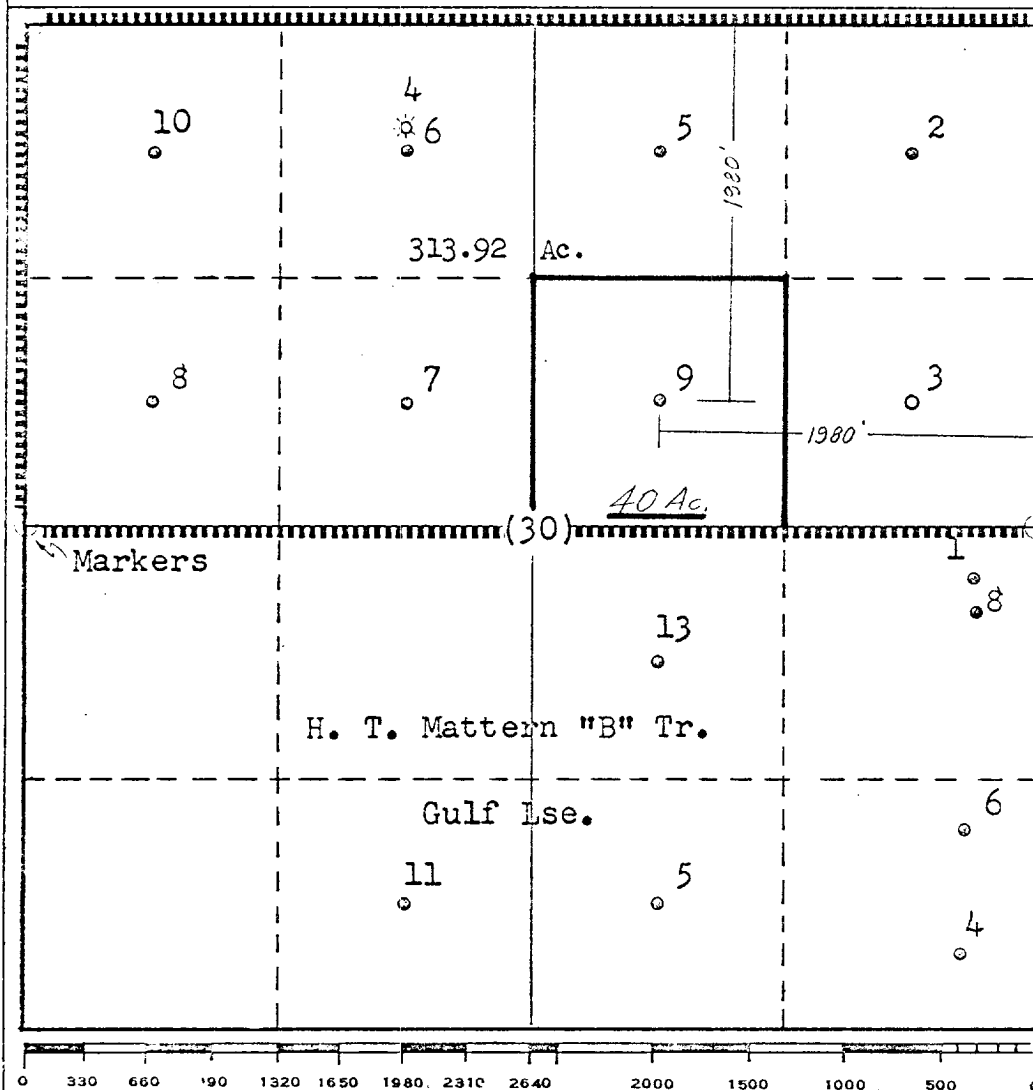 4
10 6 5 2
1980'
313.92 Ac.
8 7 9 3
1980'
40 Ac.
(30)
Markers 1
8
13
H. T. Mattern "B" Tr.
Gulf Lse. 6
11 5
4
0 330 660 '90 1320 1650 1980. 2310 2640 2000 1500 1000 500